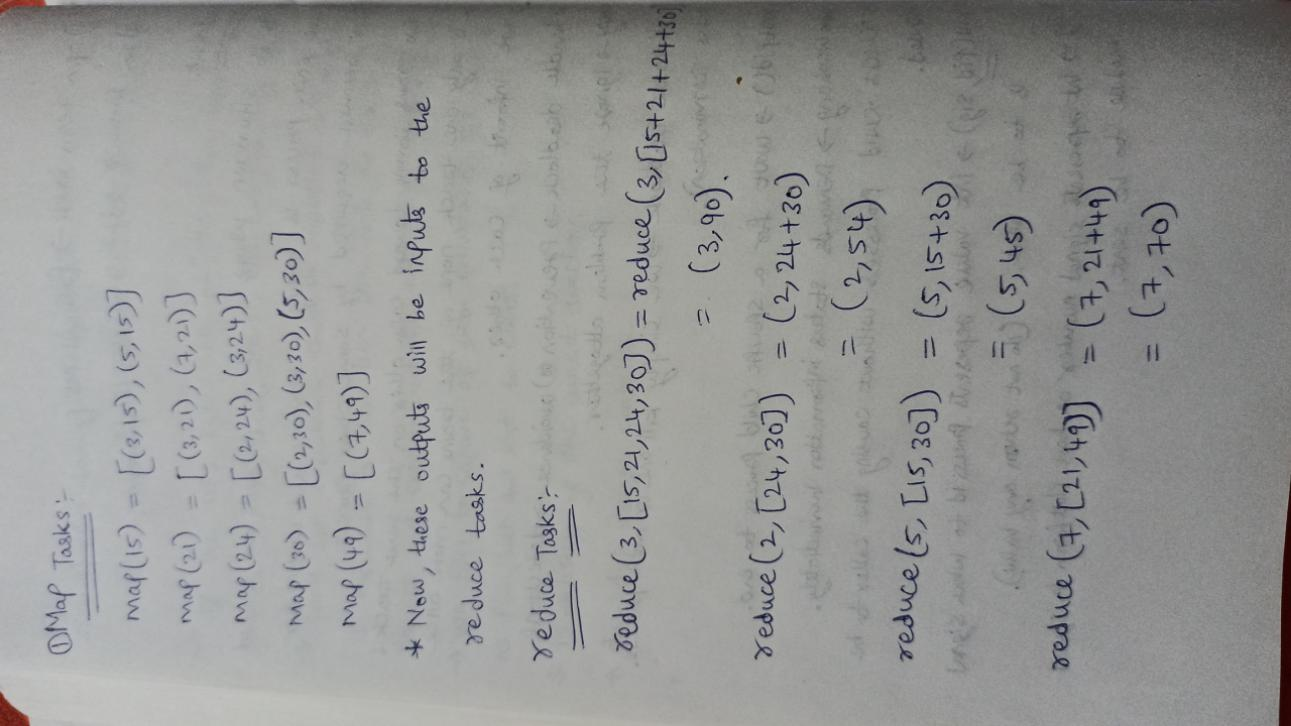 ①Map Tasks:-
map(15) = [(3,15),(5,15)]
map(21) = [(3,21),(7,21)]
map(24) = [(2,24),(3,24)]
map(30) = [(2,30),(3,30),(5,30)]
map(49) = [(7,49)]
* Now, these outputs will be inputs to the
reduce tasks.
reduce Tasks:-
reduce(3,[15,21,24,30]) = reduce(3,[15+21+24+30]
= (3,90).
reduce(2,[24,30]) = (2,24+30)
= (2,54)
reduce(5,[15,30]) = (5,15+30)
= (5,45)
reduce(7,[21,49)] = (7,21+49)
= (7,70)